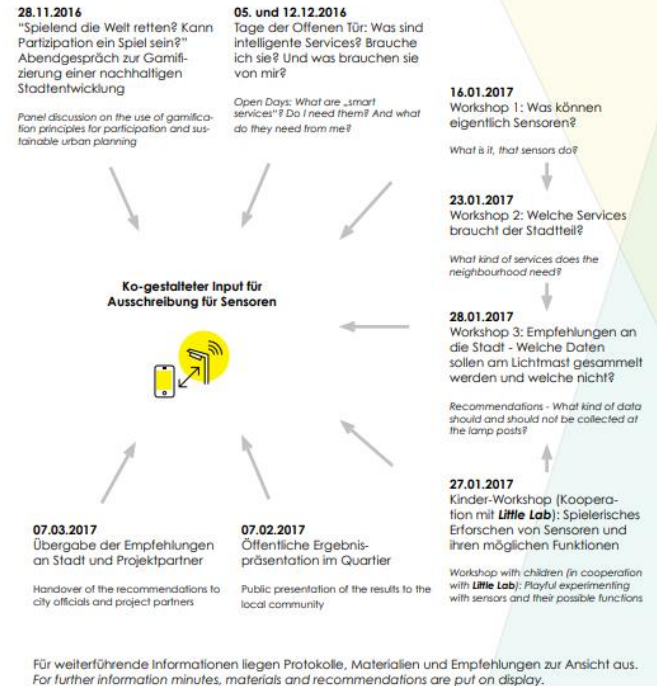 28.11.2016
“Spielend die Welt retten? Kann
Partizipation ein Spiel sein?”
Abendgespräch zur Gamifi-
zierung einer nachhaltigen
Stadtentwicklung
Panel discussion on the use of gamifica-
tion principles for participation and sus-
tainable urban planning
05. und 12.12.2016
Tage der Offenen Tür: Was sind
intelligente Services? Brauche
ich sie? Und was brauchen sie
von mir?
Open Days: What are „smart
services“? Do I need them? And what
do they need from me?
16.01.2017
Workshop 1: Was können
eigentlich Sensoren?
What is it, that sensors do?
23.01.2017
Workshop 2: Welche Services
braucht der Stadtteil?
What kind of services does the
neighbourhood need?
28.01.2017
Workshop 3: Empfehlungen an
die Stadt - Welche Daten
sollen am Lichtmast gesammelt
werden und welche nicht?
Recommendations - What kind of data
should and should not be collected at
the lamp posts?
27.01.2017
Kinder-Workshop (Koopera-
tion mit Little Lab): Spielerisches
Erforschen von Sensoren und
ihren möglichen Funktionen
Workshop with children (in cooperation
with Little Lab): Playful experimenting
with sensors and their possible functions
Ko-gestalteter Input für
Ausschreibung für Sensoren
07.03.2017
Übergabe der Empfehlungen
an Stadt und Projektpartner
Handover of the recommendations to
city officials and project partners
07.02.2017
Öffentliche Ergebnis-
präsentation im Quartier
Public presentation of the results to the
local community
Für weiterführende Informationen liegen Protokolle, Materialien und Empfehlungen zur Ansicht aus.
For further information minutes, materials and recommendations are put on display.